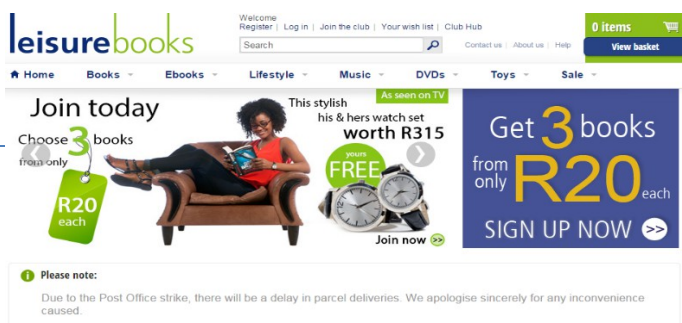 leisurebooks
Welcome
Register | Log in | Join the club | Your wish list | Club Hub
Search
Contact us | About us | Help
0 items
View basket
Home Books Ebooks Lifestyle Music DVDs Toys Sale
Join today
Choose 3 books
from only
R20
each
As seen on TV
This stylish
his & hers watch set
worth R315
yours
FREE
Join now >>
Get 3 books
from
only R20 each
SIGN UP NOW >>
Please note:
Due to the Post Office strike, there will be a delay in parcel deliveries. We apologise sincerely for any inconvenience
caused.